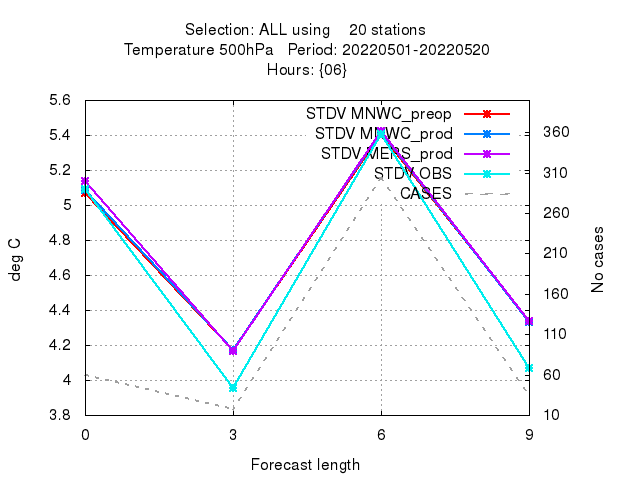 Selection: ALL using 20 stations
Temperature 500hPa Period: 20220501-20220520
Hours: {06}
5.6
5.4
5.2
5
4.8
4.6
4.4
4.2
4
3.8
deg C
STDV MNWC_preop
STDV MNWC_prod
STDV MEPS_prod
STDV OBS
CASES
360
310
260
210
160
110
60
10
No cases
0 3 6 9
Forecast length